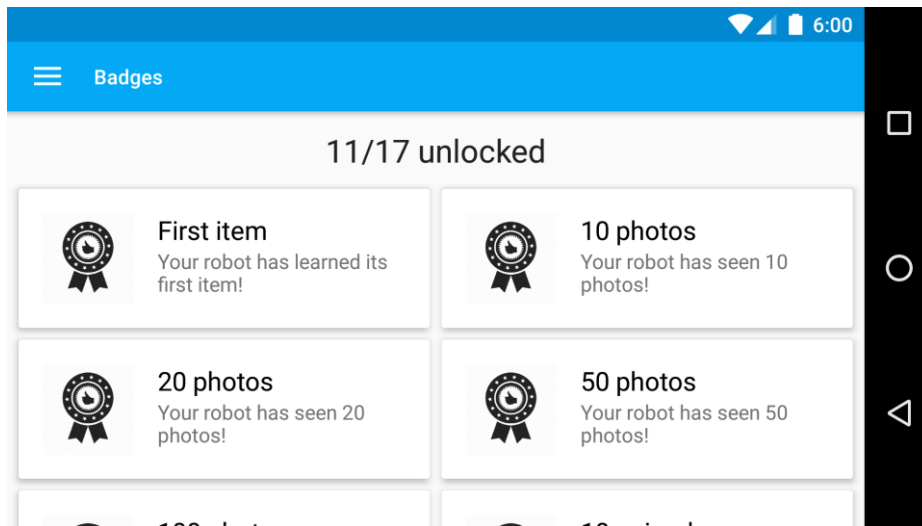 6:00
Badges
11/17 unlocked
First item
Your robot has learned its
first item!
10 photos
Your robot has seen 10
photos!
20 photos
Your robot has seen 20
photos!
50 photos
Your robot has seen 50
photos!